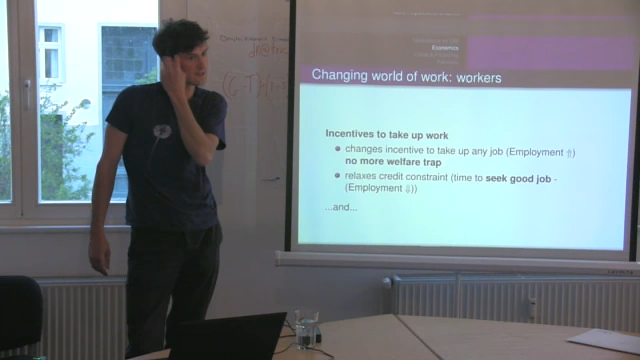 Economics
Changing world of work: workers
Incentives to take up work
changes incentive to take up any job (Employment ⇑)
no more welfare trap
relaxes credit constraint (time to seek good job -
(Employment ⇓))
...and...